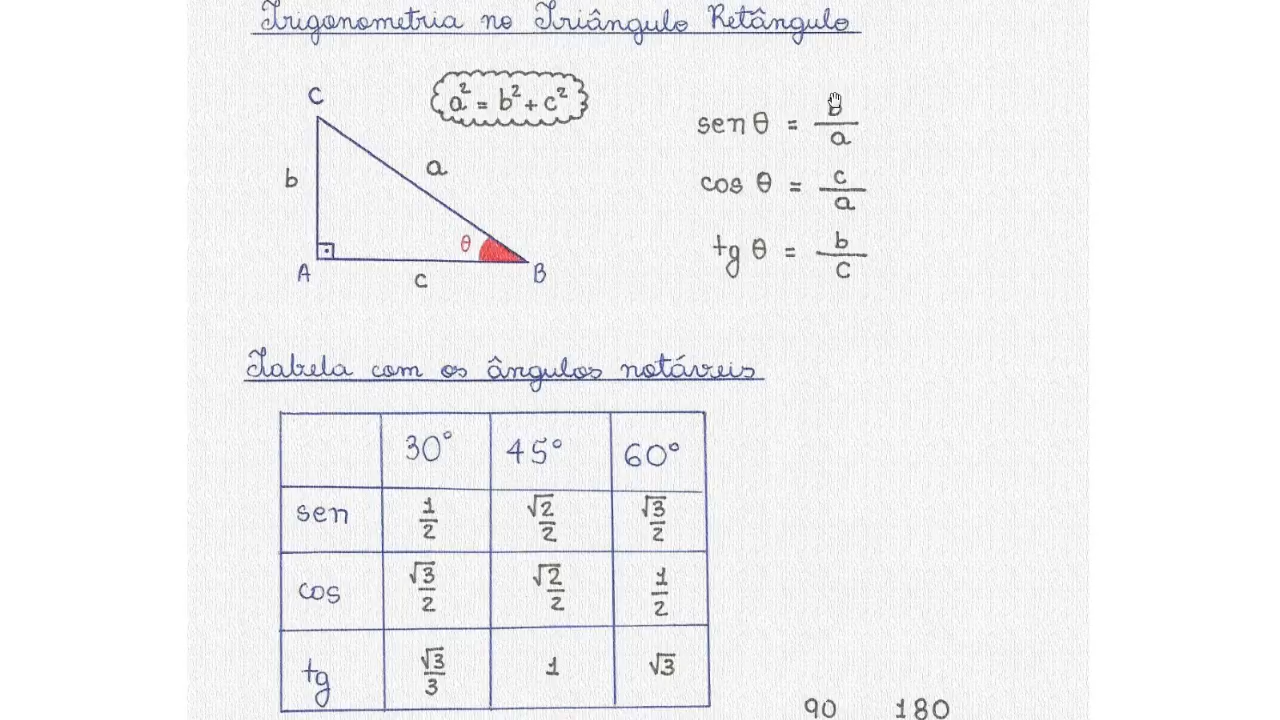 Trigonometria no Triângulo Retângulo
C
a² = b² + c²
b
a
θ
A
c
B
sen θ = b/a
cos θ = c/a
tg θ = b/c
Tabela com os ângulos notáveis
30° 45° 60°
sen 1/2 √2/2 √3/2
cos √3/2 √2/2 1/2
tg √3/3 1 √3
90 180